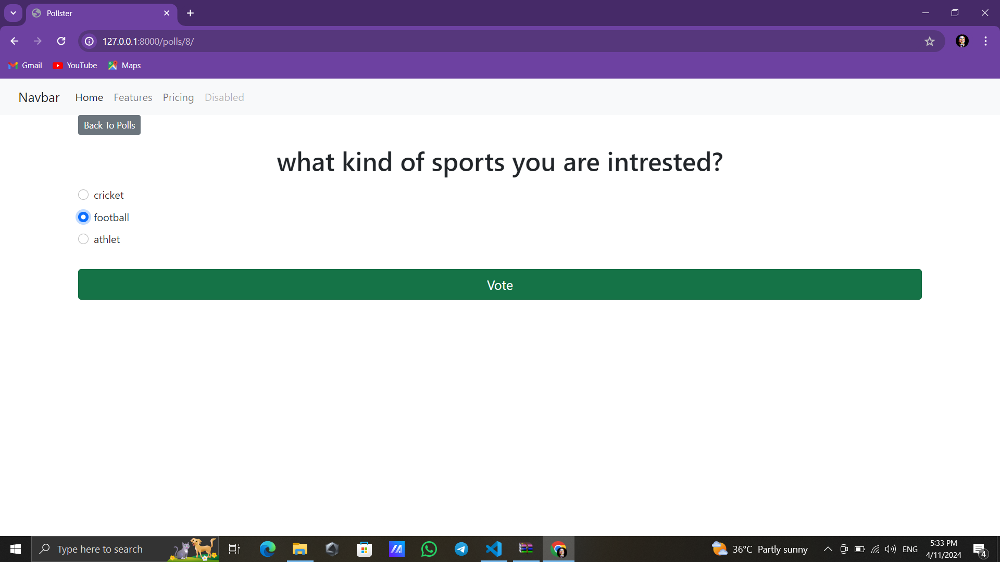 Pollster
127.0.0.1:8000/polls/8/
Gmail YouTube Maps
Navbar Home Features Pricing Disabled
Back To Polls
what kind of sports you are intrested?
cricket
football
athlet
Vote
Type here to search
36°C Partly sunny
ENG
5:33 PM
4/11/2024
4